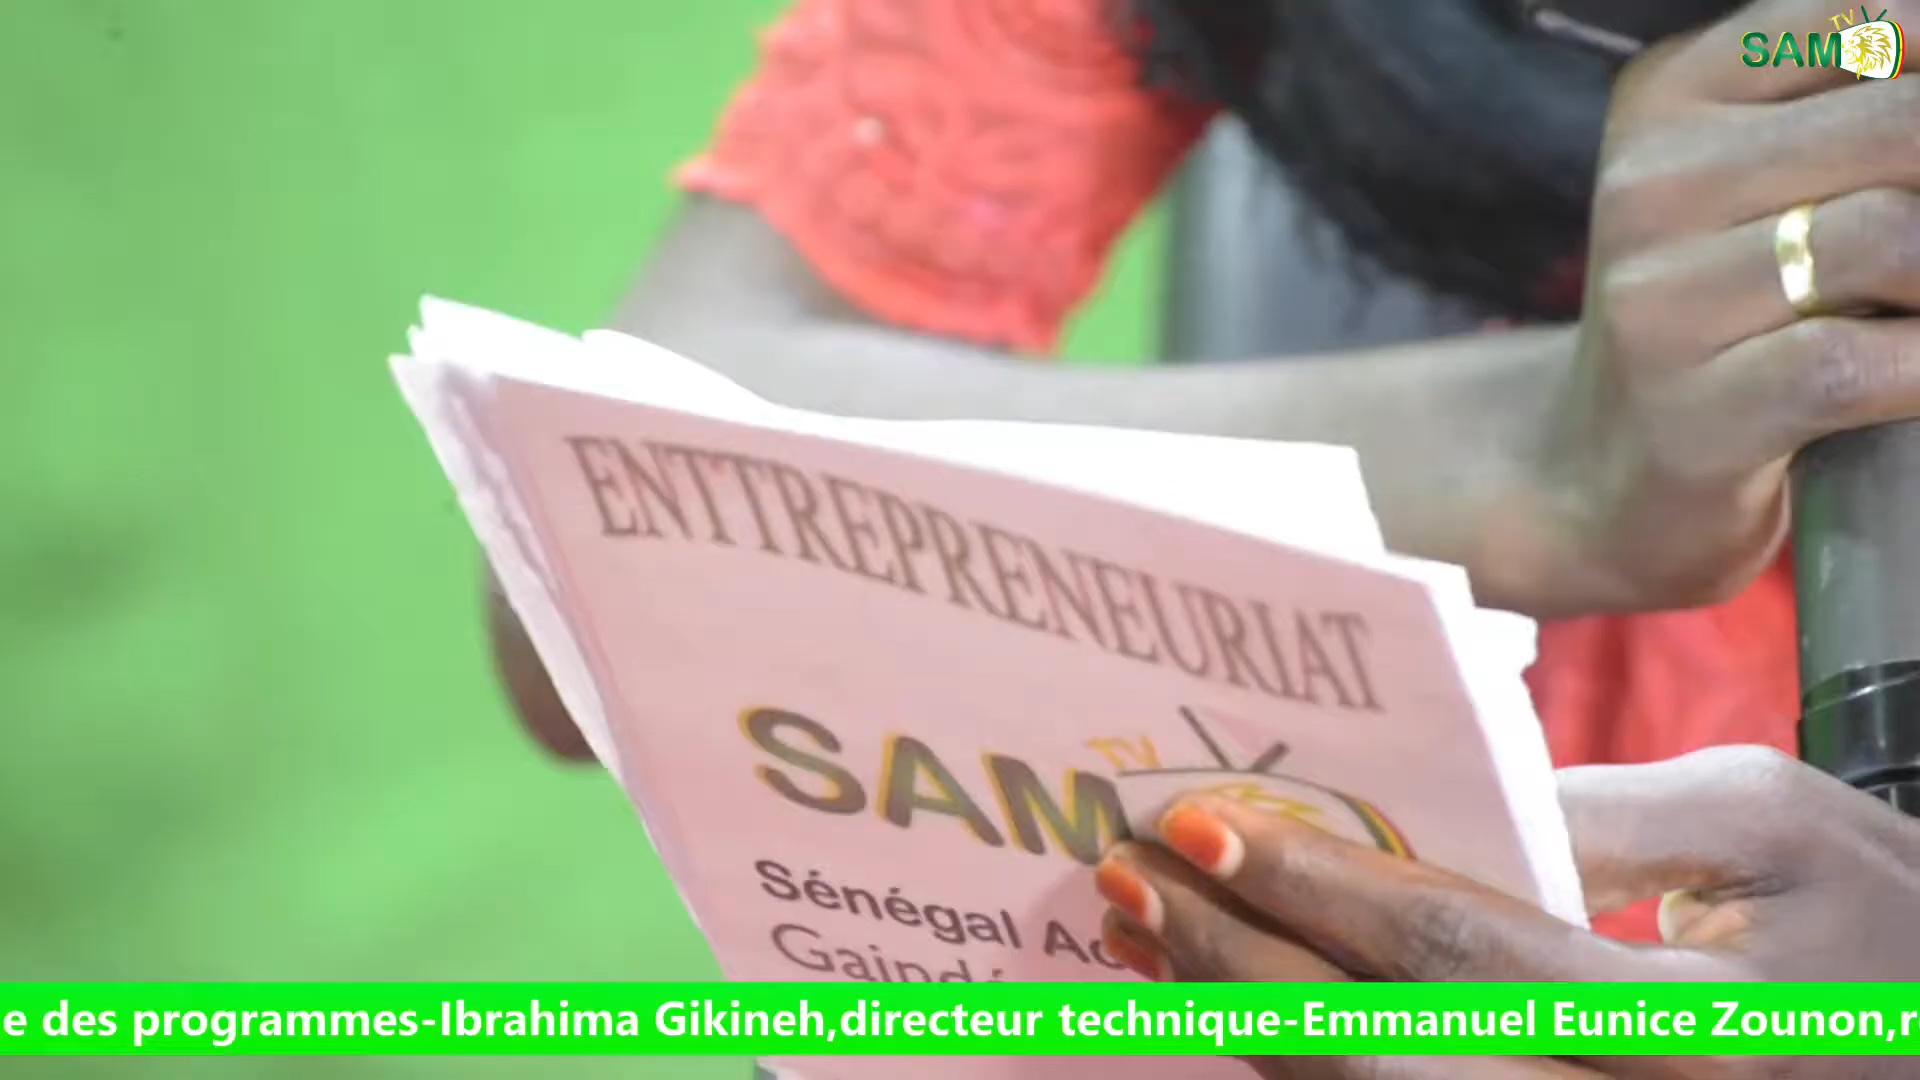 SAM TV
ENTTREPRENEURIAT
SAM TV
Sénégal
e des programmes-Ibrahima Gikineh,directeur technique-Emmanuel Eunice Zounon,r